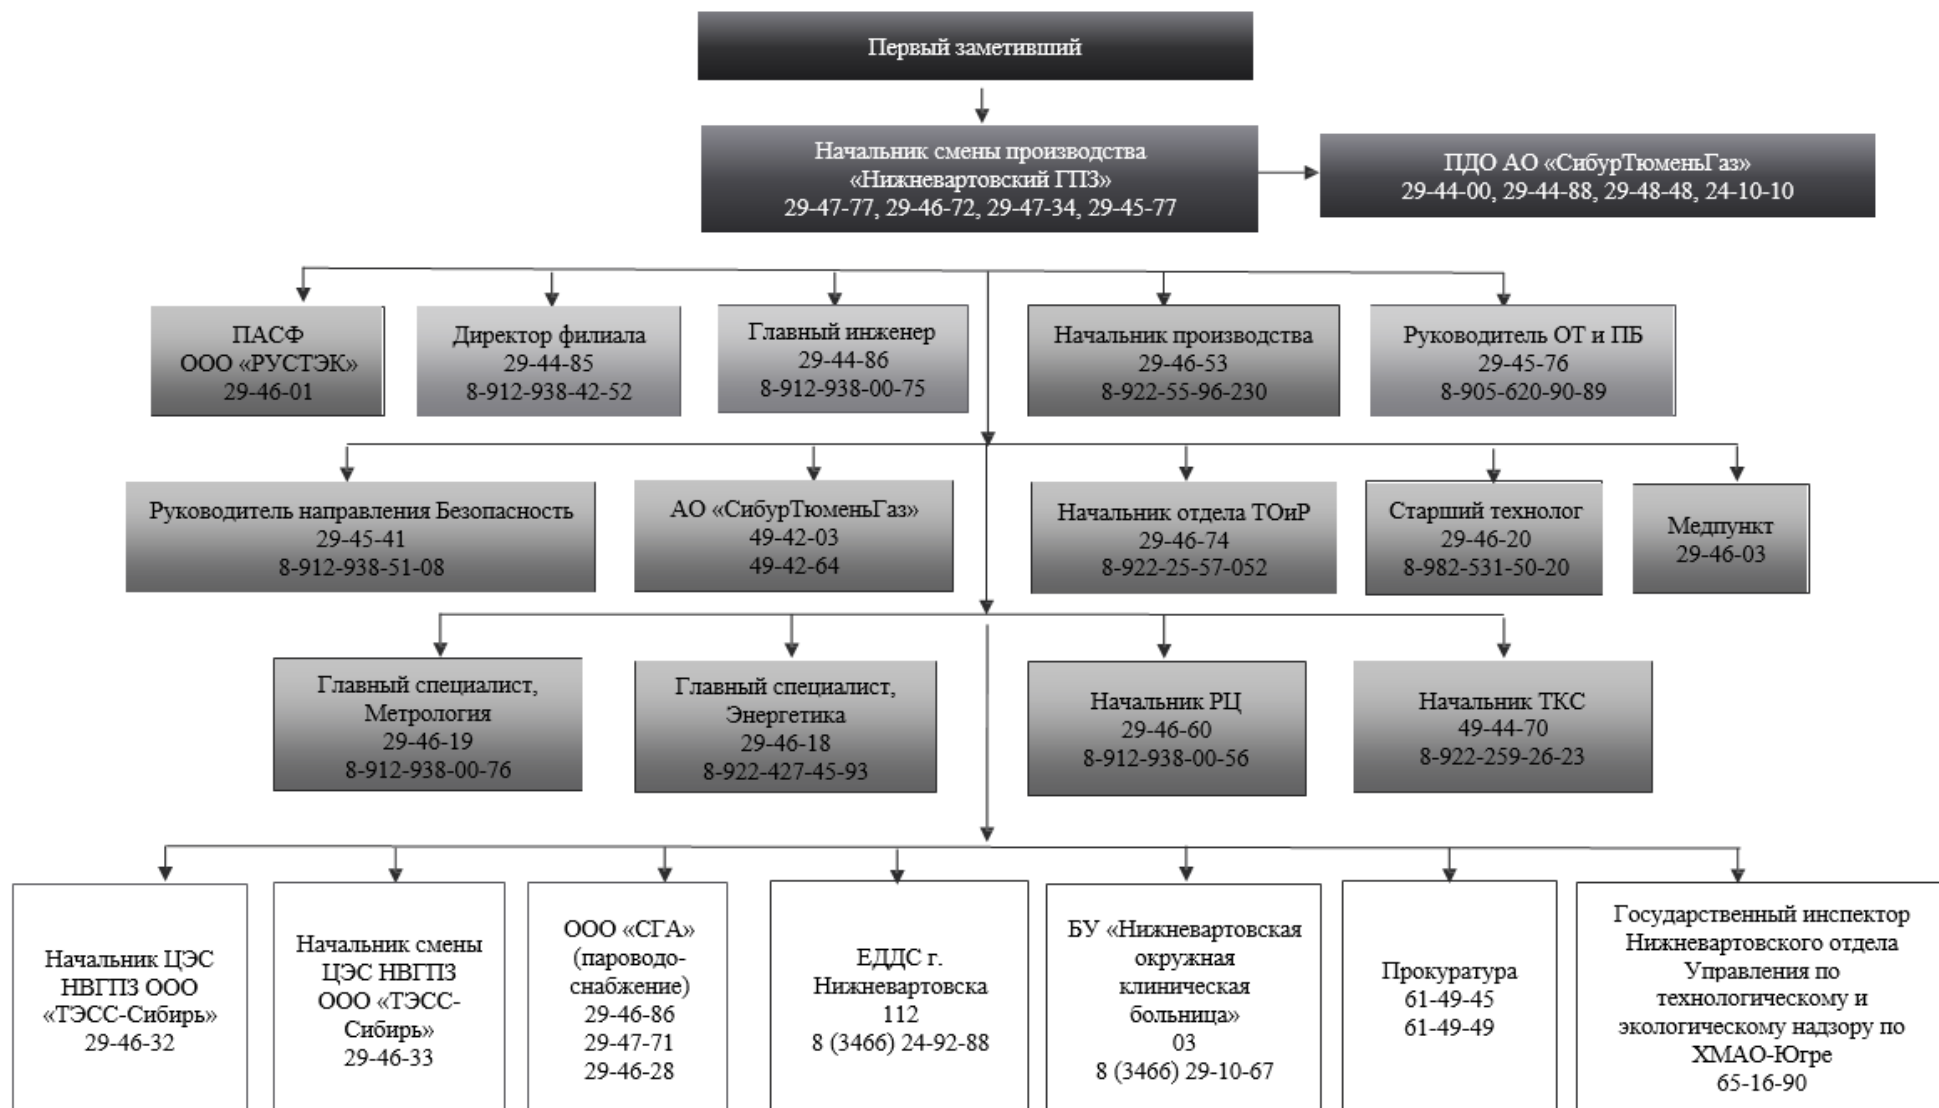 Первый заметивший
Начальник смены производства
«Нижневартовский ГПЗ»
29-47-77, 29-46-72, 29-47-34, 29-45-77
ПДО АО «СибурТюменьГаз»
29-44-00, 29-44-88, 29-48-48, 24-10-10
ПАСФ
ООО «РУСТЭК»
29-46-01
Директор филиала
29-44-85
8-912-938-42-52
Главный инженер
29-44-86
8-912-938-00-75
Начальник производства
29-46-53
8-922-55-96-230
Руководитель ОТ и ПБ
29-45-76
8-905-620-90-89
Руководитель направления Безопасность
29-45-41
8-912-938-51-08
АО «СибурТюменьГаз»
49-42-03
49-42-64
Начальник отдела ТОиР
29-46-74
8-922-25-57-052
Старший технолог
29-46-20
8-982-531-50-20
Медпункт
29-46-03
Главный специалист,
Метрология
29-46-19
8-912-938-00-76
Главный специалист,
Энергетика
29-46-18
8-922-427-45-93
Начальник РЦ
29-46-60
8-912-938-00-56
Начальник ТКС
49-44-70
8-922-259-26-23
Начальник ЦЭС
НВГПЗ ООО
«ТЭСС-Сибирь»
29-46-32
Начальник смены
ЦЭС НВГПЗ
ООО «ТЭСС-
Сибирь»
29-46-33
ООО «СГА»
(пароводо-
снабжение)
29-46-86
29-47-71
29-46-28
ЕДДС г.
Нижневартовска
112
8 (3466) 24-92-88
БУ «Нижневартовская
окружная
клиническая
больница»
03
8 (3466) 29-10-67
Прокуратура
61-49-45
61-49-49
Государственный инспектор
Нижневартовского отдела
Управления по
технологическому и
экологическому надзору по
ХМАО-Югре
65-16-90